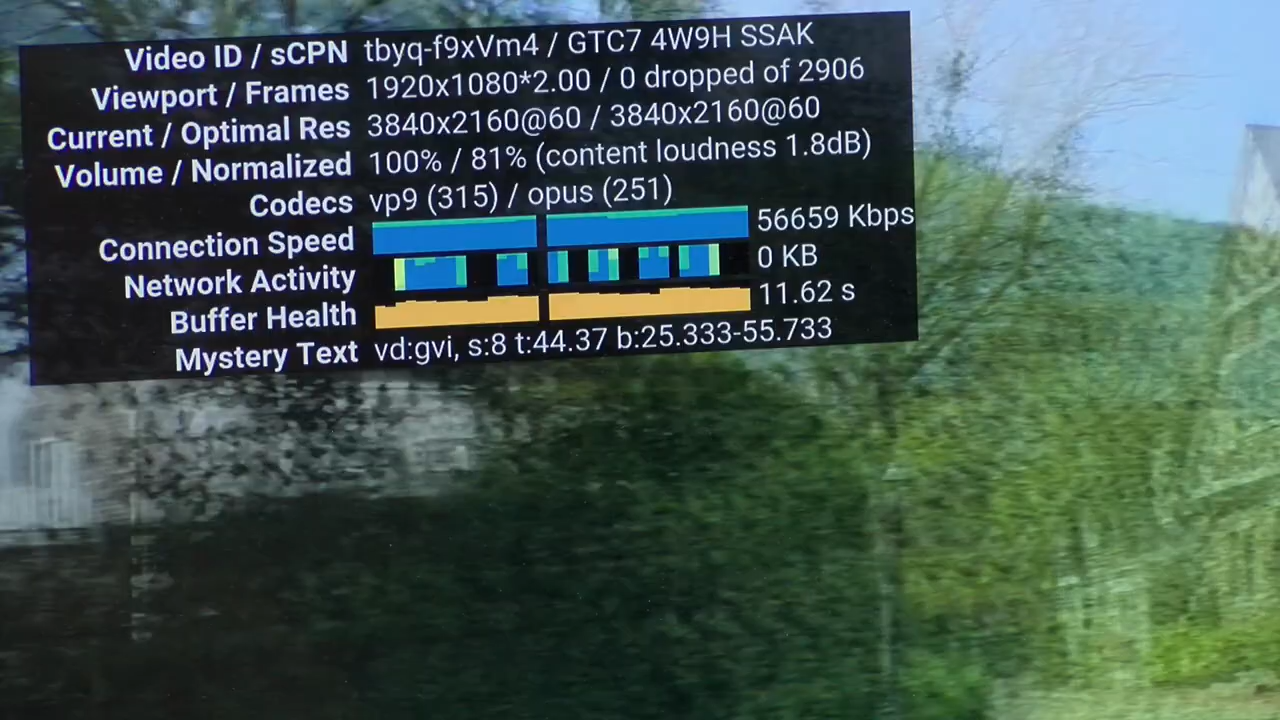 Video ID / sCPN tbyq-f9xVm4 / GTC7 4W9H SSAK
Viewport / Frames 1920x1080*2.00 / 0 dropped of 2906
Current / Optimal Res 3840x2160@60 / 3840x2160@60
Volume / Normalized 100% / 81% (content loudness 1.8dB)
Codecs vp9 (315) / opus (251)
Connection Speed 56659 Kbps
Network Activity 0 KB
Buffer Health 11.62 s
Mystery Text vd:gvi, s:8 t:44.37 b:25.333-55.733